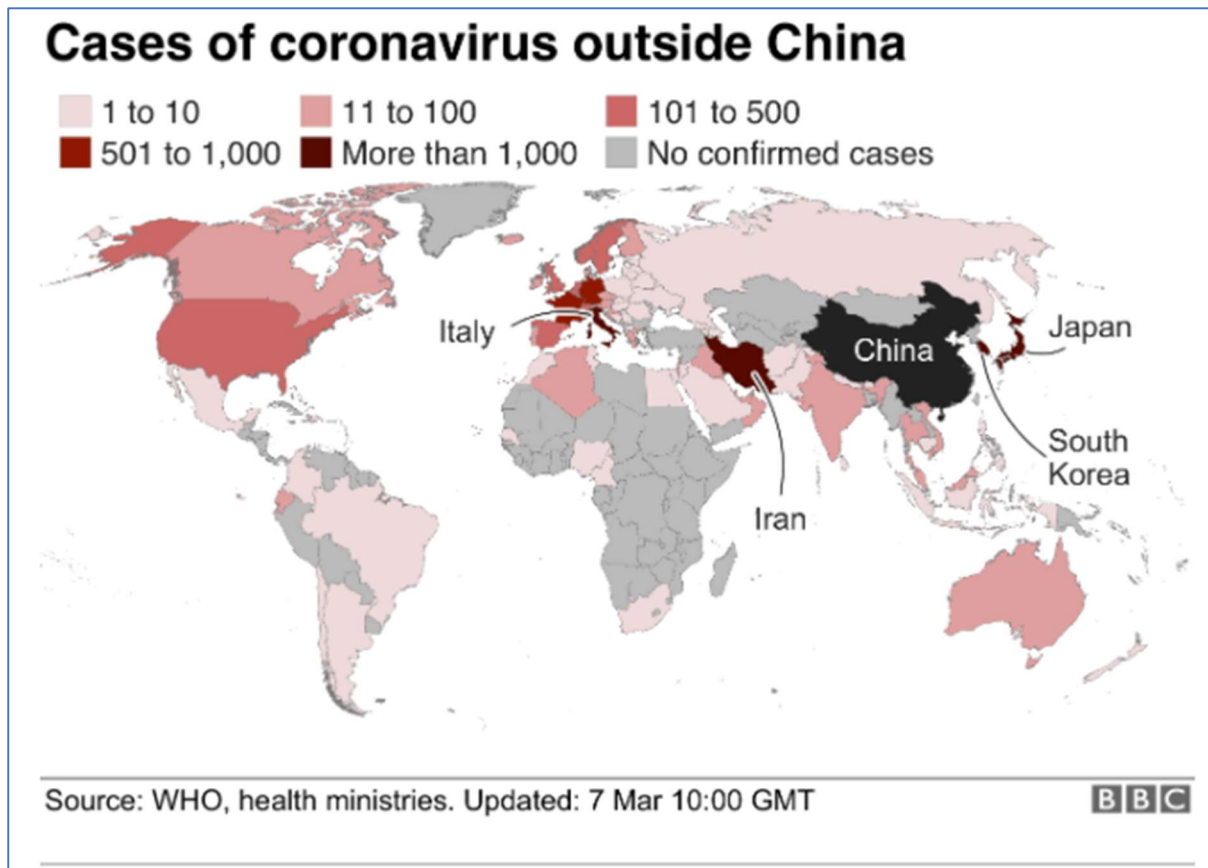 Cases of coronavirus outside China
1 to 10
11 to 100
101 to 500
501 to 1,000
More than 1,000
No confirmed cases
Italy
China
Japan
South
Korea
Iran
Source: WHO, health ministries. Updated: 7 Mar 10:00 GMT
BBC